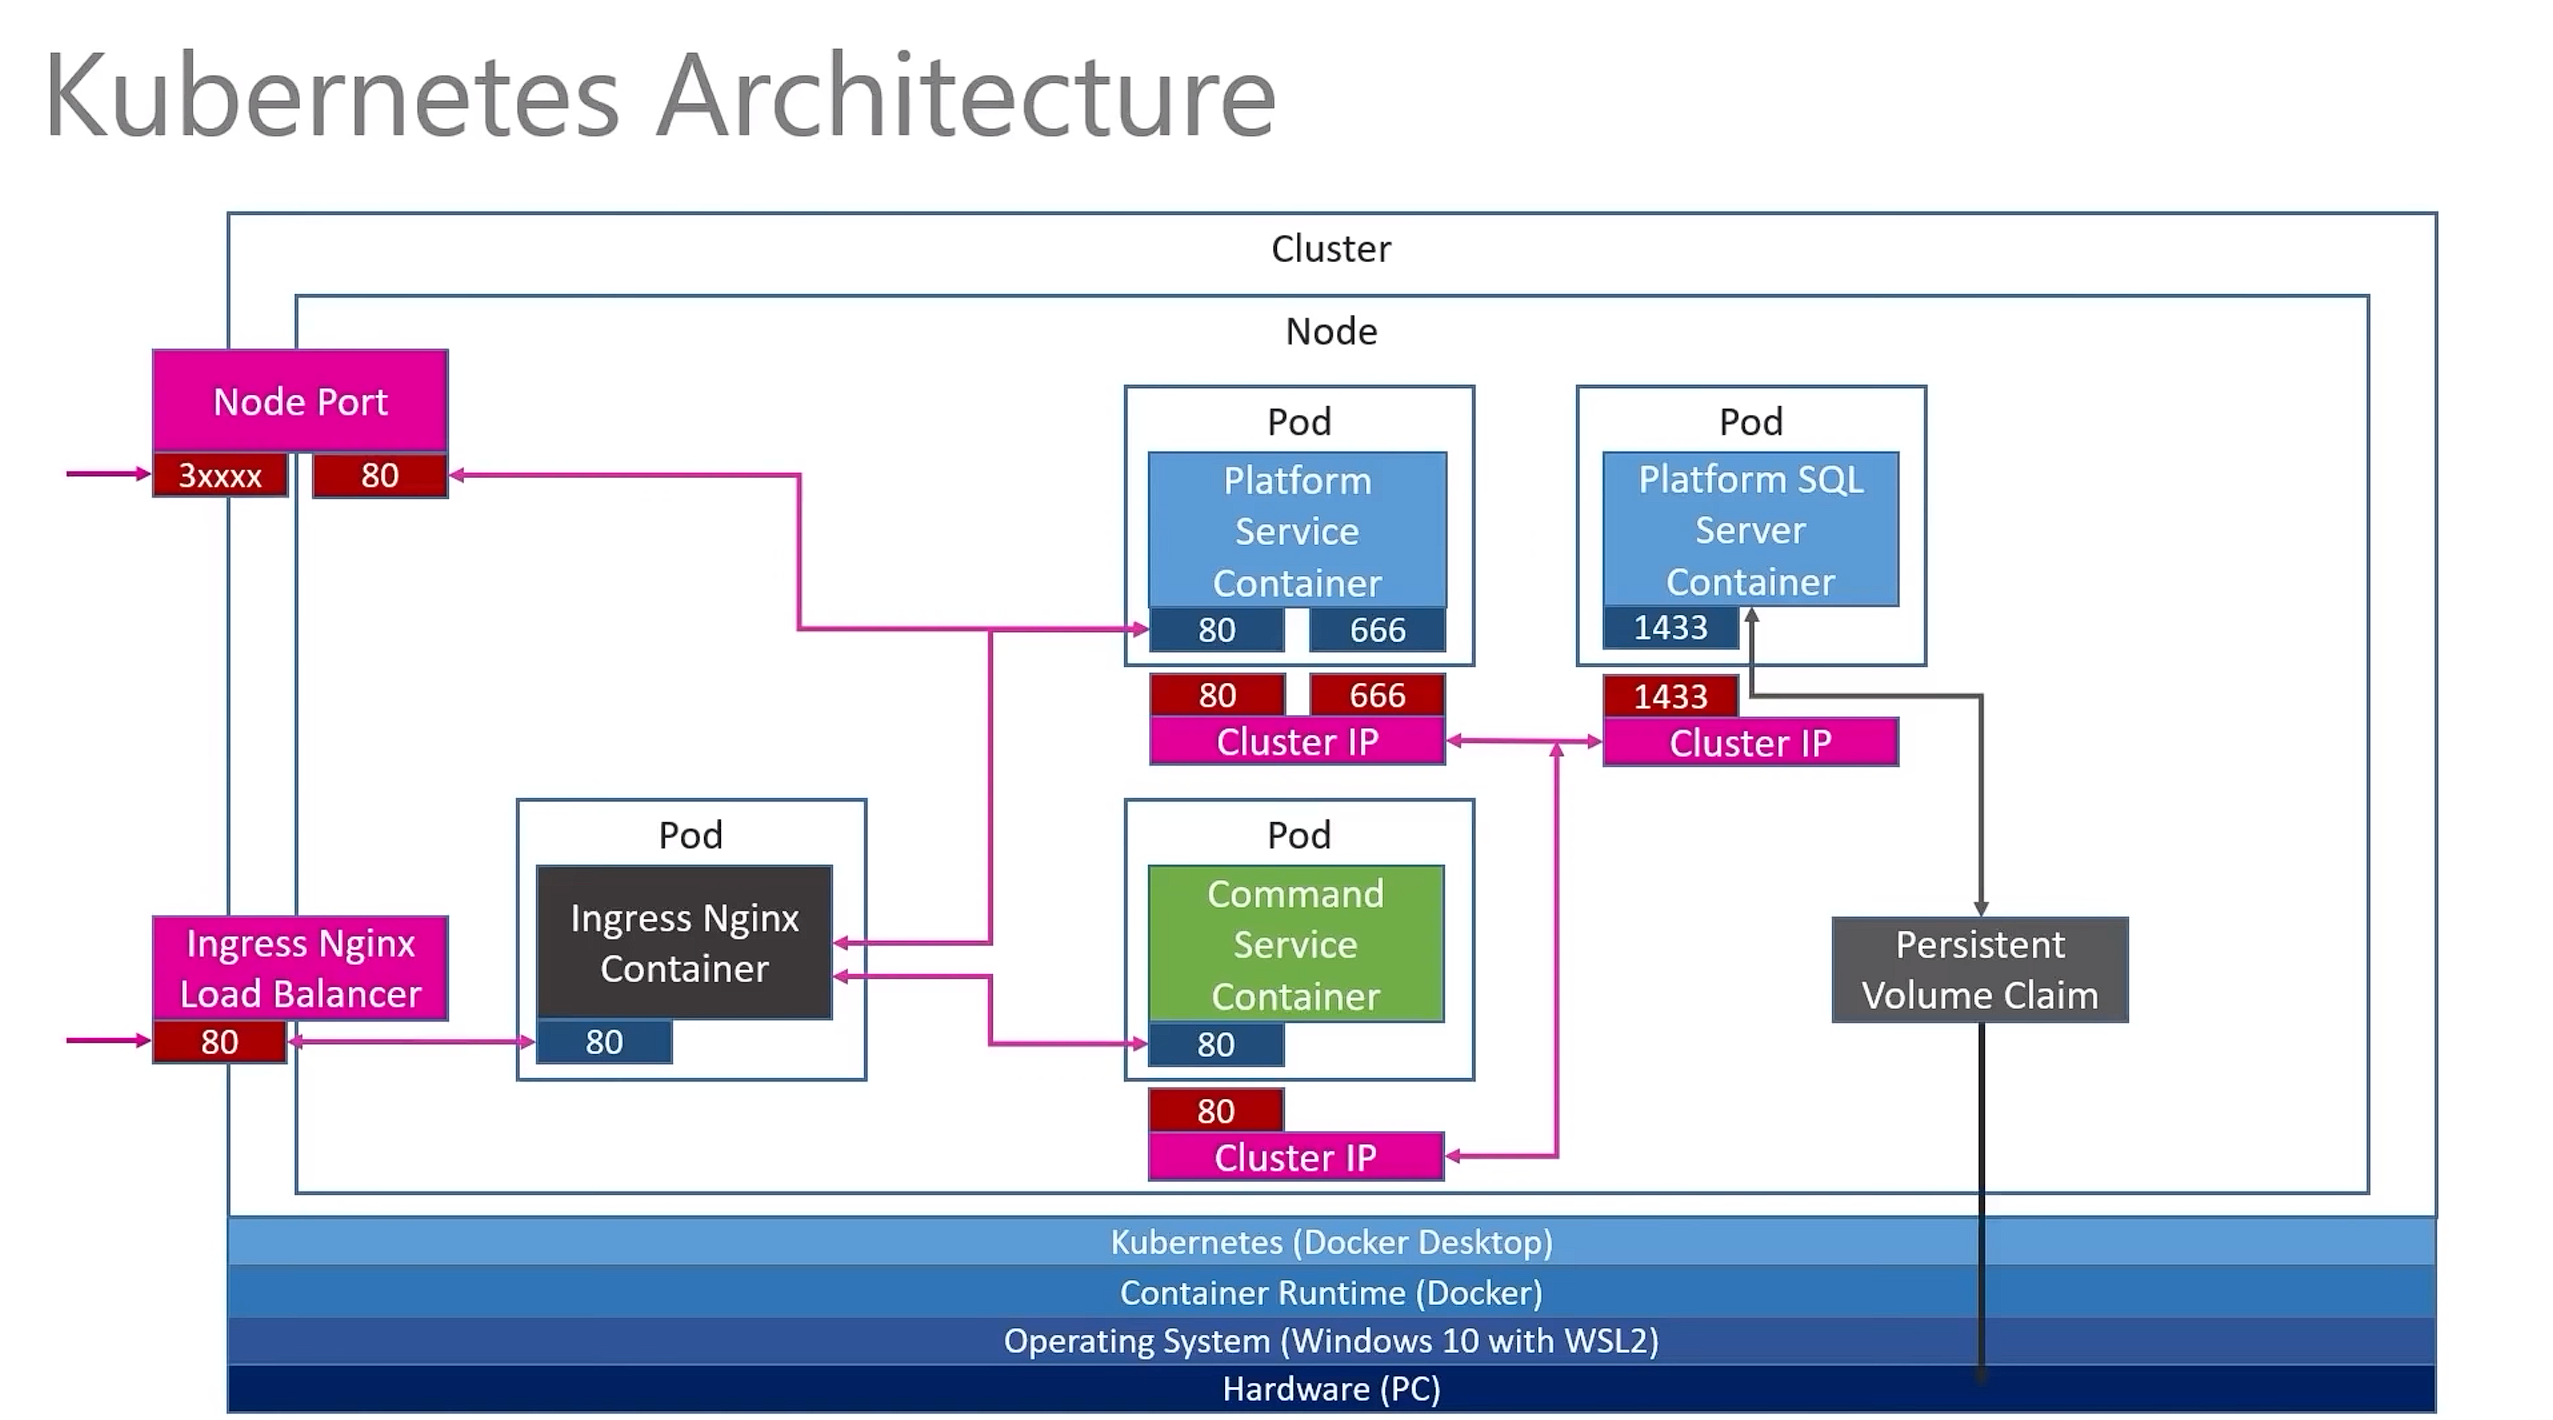 Kubernetes Architecture
Cluster
Node
Node Port
3xxxx
80
Pod
Platform
Service
Container
80
666
80
666
Cluster IP
Pod
Platform SQL
Server
Container
1433
1433
Cluster IP
Ingress Nginx
Load Balancer
80
Pod
Ingress Nginx
Container
80
Pod
Command
Service
Container
80
80
Cluster IP
Persistent
Volume Claim
Kubernetes (Docker Desktop)
Container Runtime (Docker)
Operating System (Windows 10 with WSL2)
Hardware (PC)